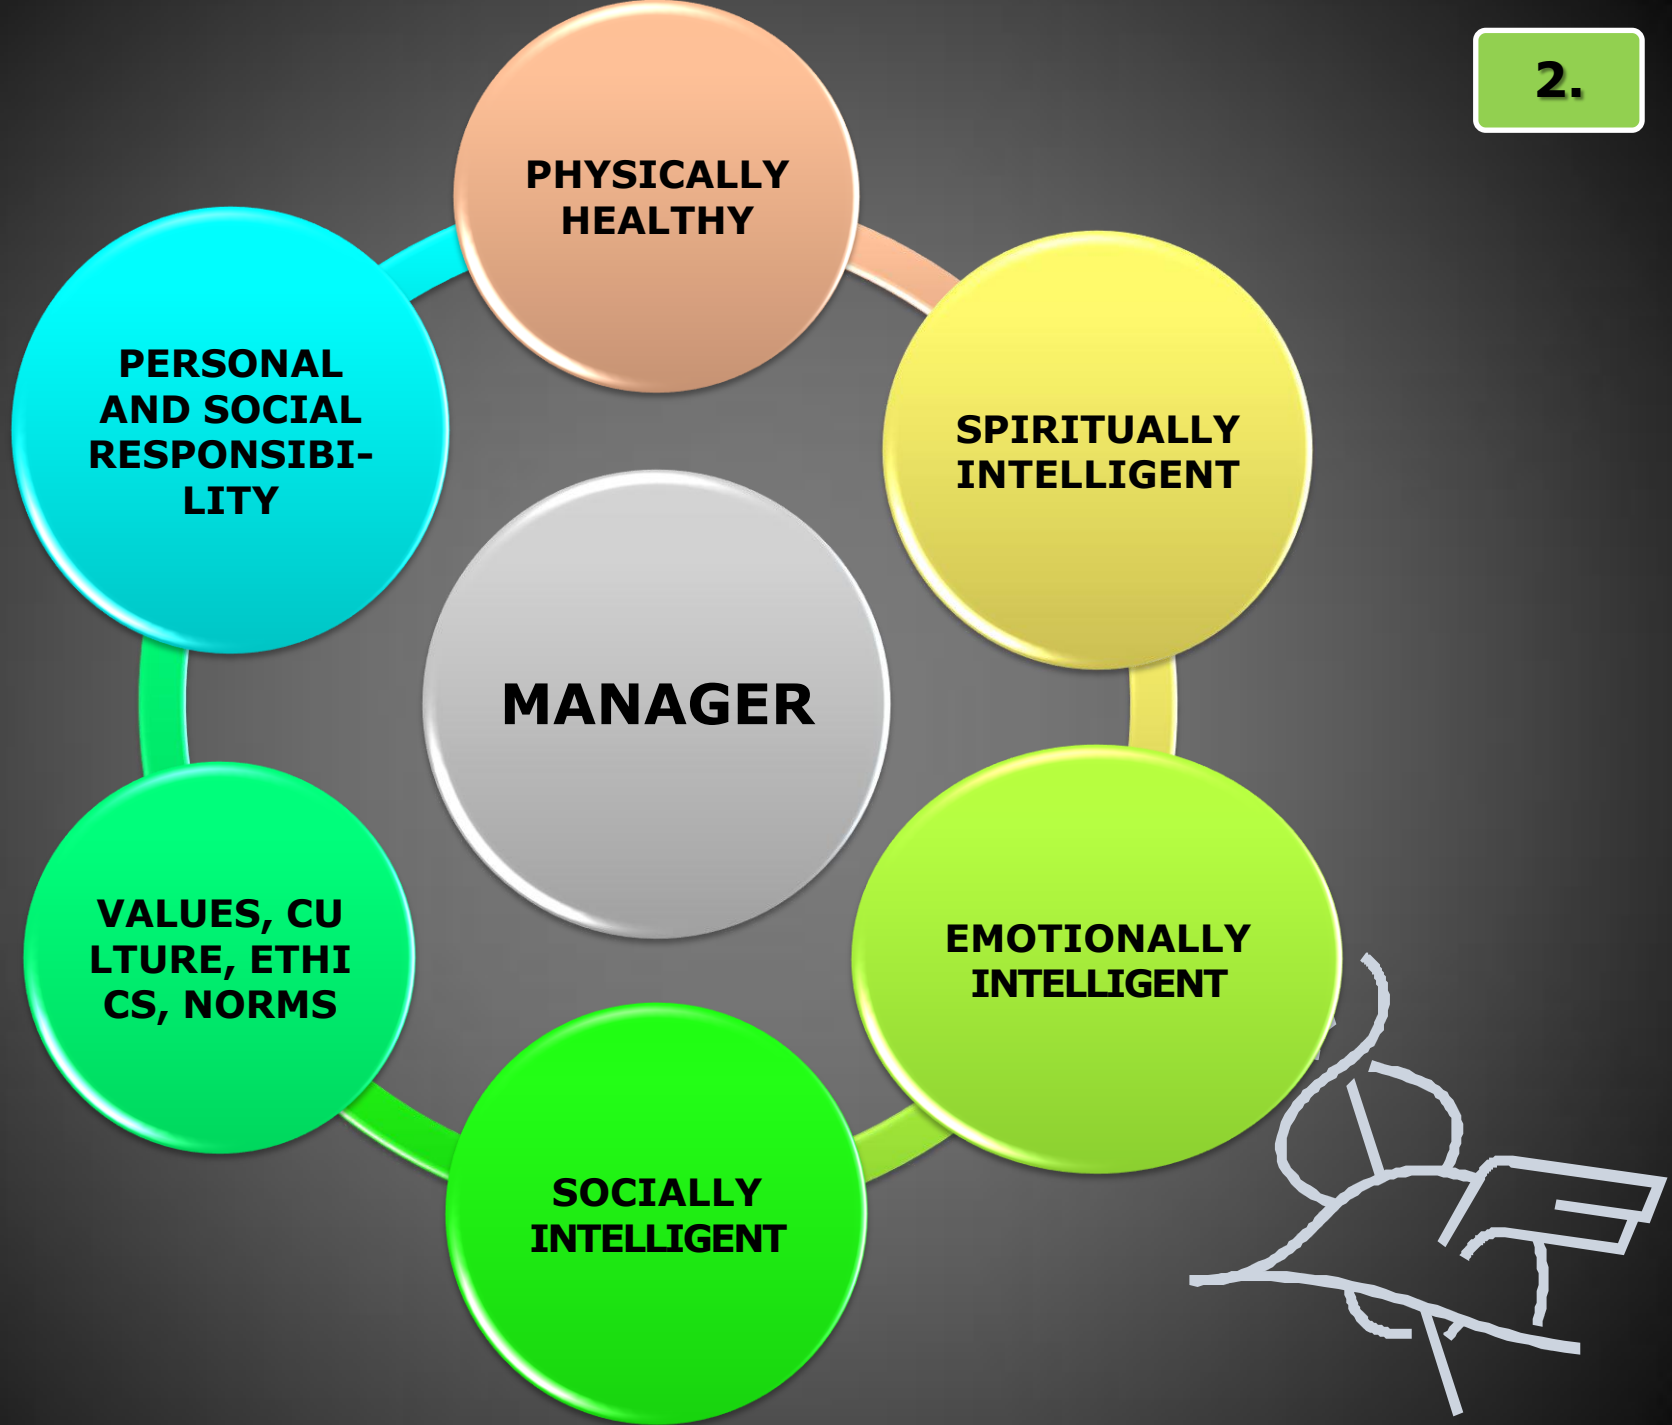 2.
PHYSICALLY
HEALTHY
SPIRITUALLY
INTELLIGENT
EMOTIONALLY
INTELLIGENT
SOCIALLY
INTELLIGENT
VALUES, CU
LTURE, ETHI
CS, NORMS
PERSONAL
AND SOCIAL
RESPONSIBI-
LITY
MANAGER